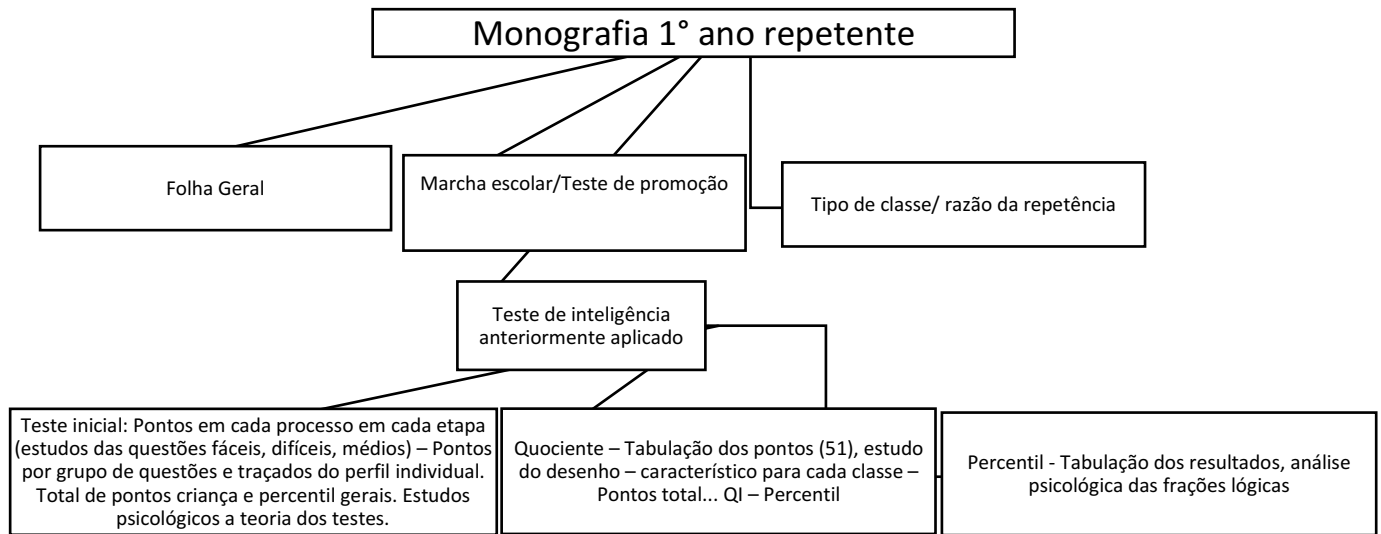 Monografia 1° ano repetente
Folha Geral
Marcha escolar/Teste de promoção
Tipo de classe/ razão da repetência
Teste de inteligência
anteriormente aplicado
Teste inicial: Pontos em cada processo em cada etapa
(estudos das questões fáceis, difíceis, médios) – Pontos
por grupo de questões e traçados do perfil individual.
Total de pontos criança e percentil gerais. Estudos
psicológicos a teoria dos testes.
Quociente – Tabulação dos pontos (51), estudo
do desenho – característico para cada classe –
Pontos total... QI – Percentil
Percentil - Tabulação dos resultados, análise
psicológica das frações lógicas